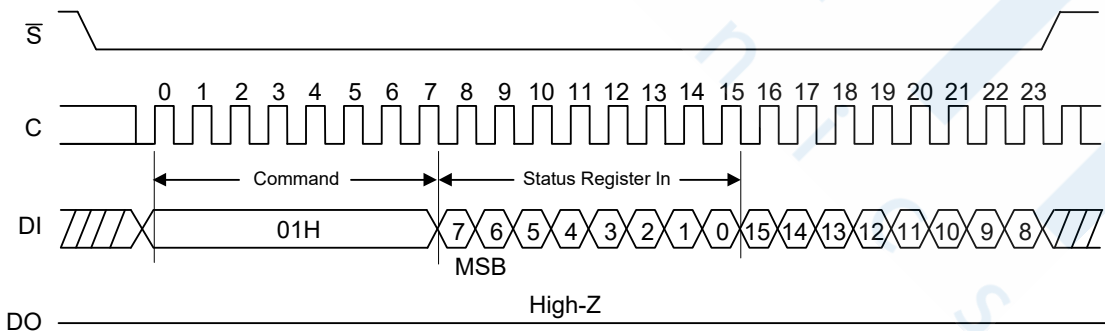 S̅
0 1 2 3 4 5 6 7 8 9 10 11 12 13 14 15 16 17 18 19 20 21 22 23
C
Command Status Register In
DI 01H 7 6 5 4 3 2 1 0 15 14 13 12 11 10 9 8
MSB
High-Z
DO